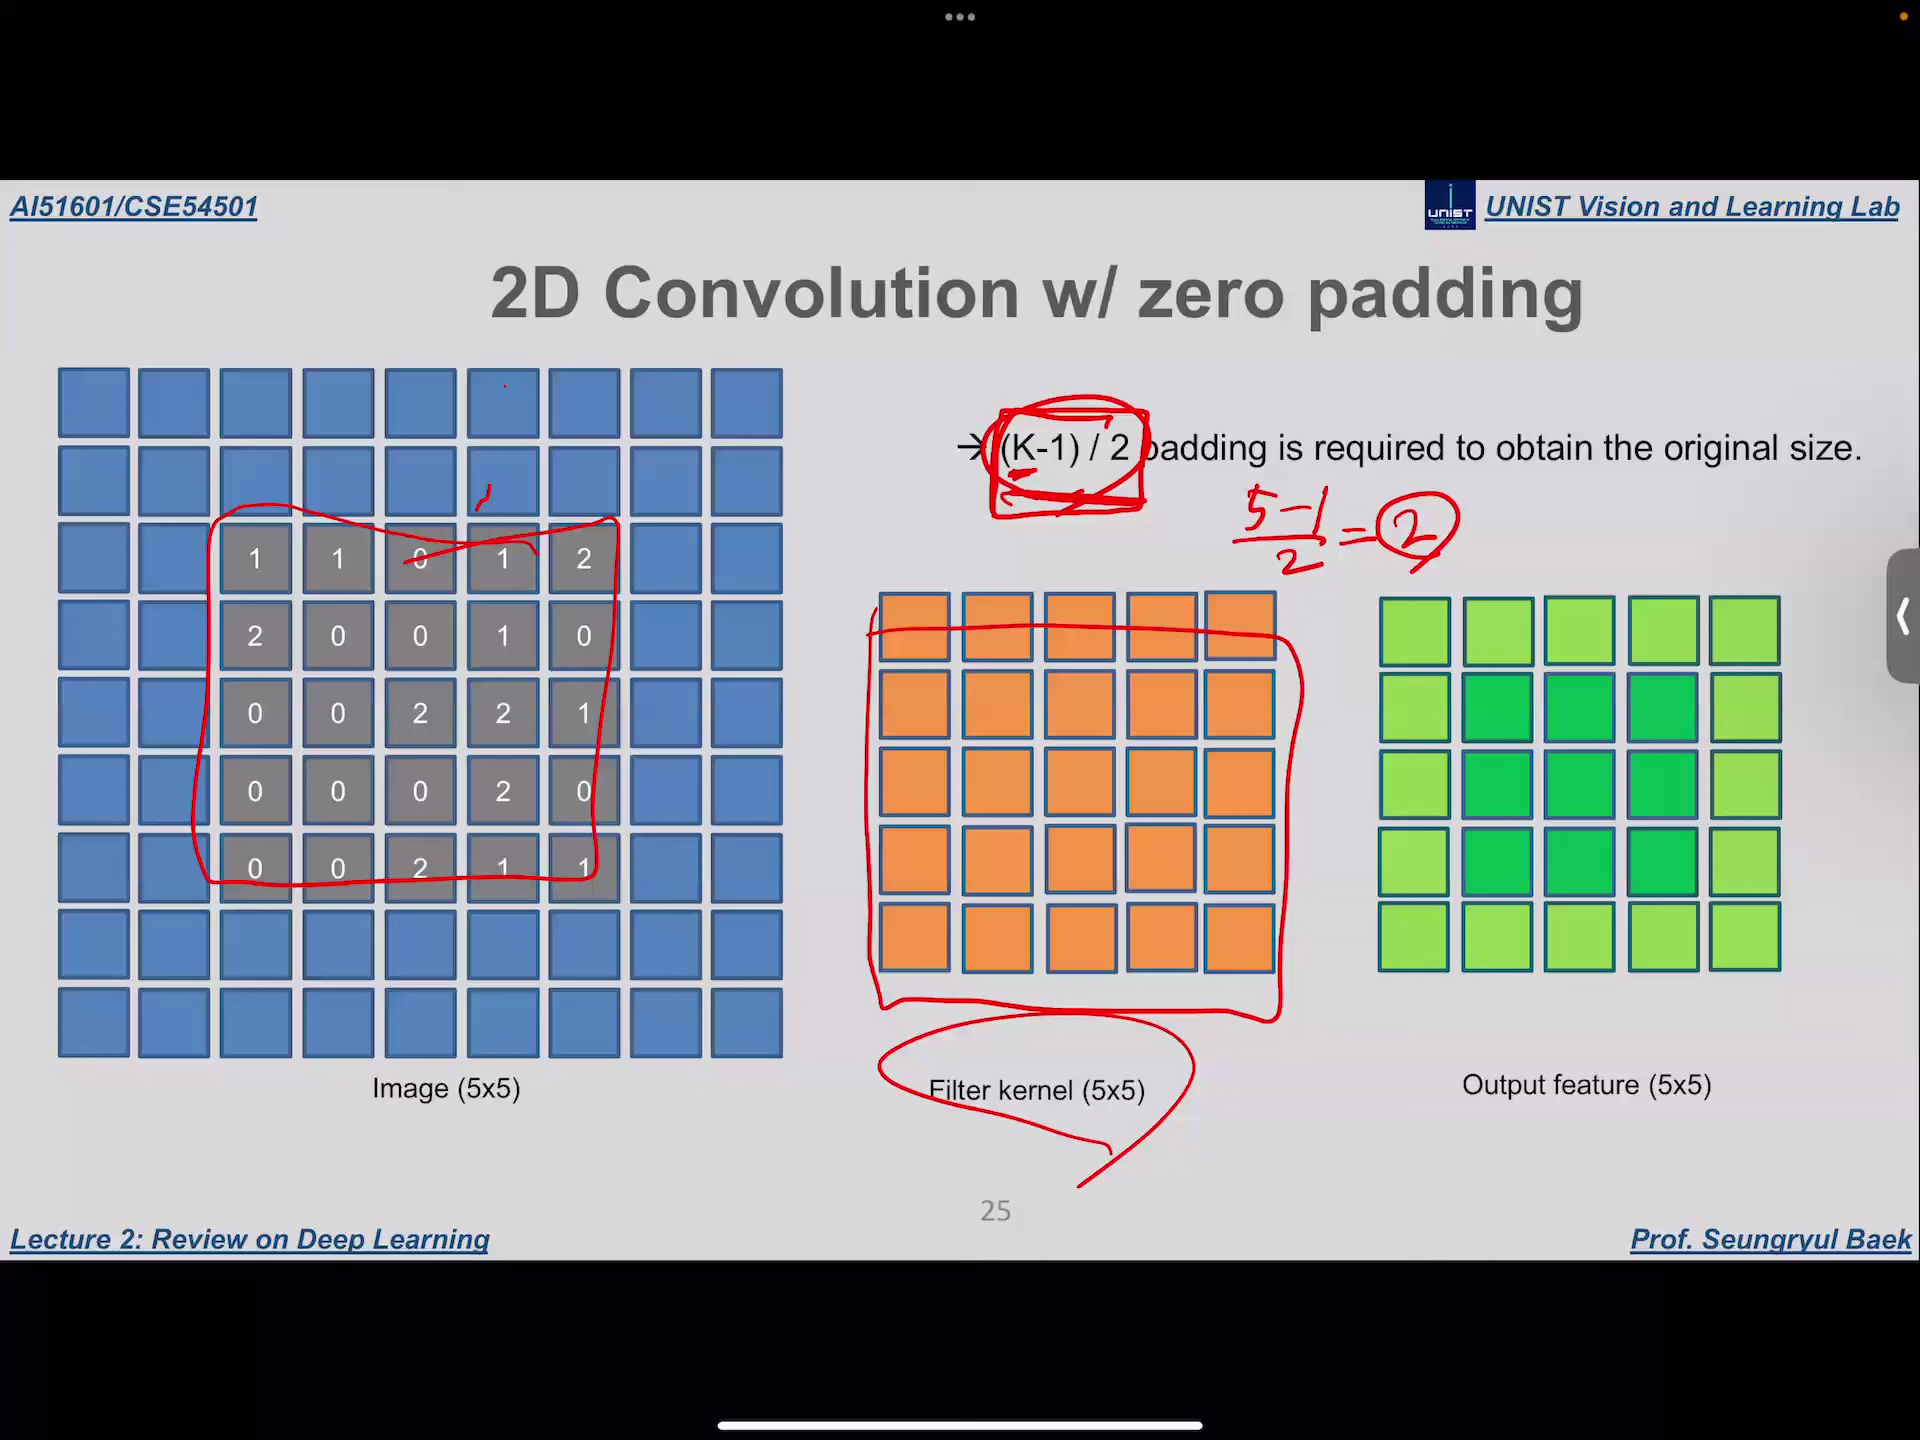 AI51601/CSE54501
UNIST
UNIST Vision and Learning Lab
2D Convolution w/ zero padding
→ (K-1) / 2 padding is required to obtain the original size.
5-1
2
= 2
1 1 0 1 2
2 0 0 1 0
0 0 2 2 1
0 0 0 2 0
0 0 2 1 1
Image (5x5)
Filter kernel (5x5)
Output feature (5x5)
25
Lecture 2: Review on Deep Learning
Prof. Seungryul Baek